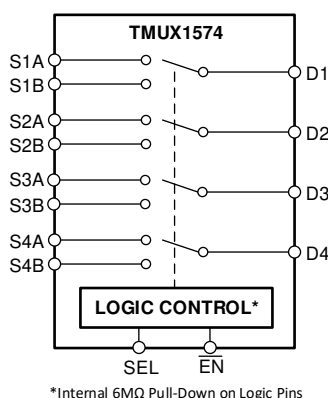 TMUX1574
S1A
S1B
D1
S2A
S2B
D2
S3A
S3B
D3
S4A
S4B
D4
LOGIC CONTROL*
SEL
EN
*Internal 6MΩ Pull-Down on Logic Pins